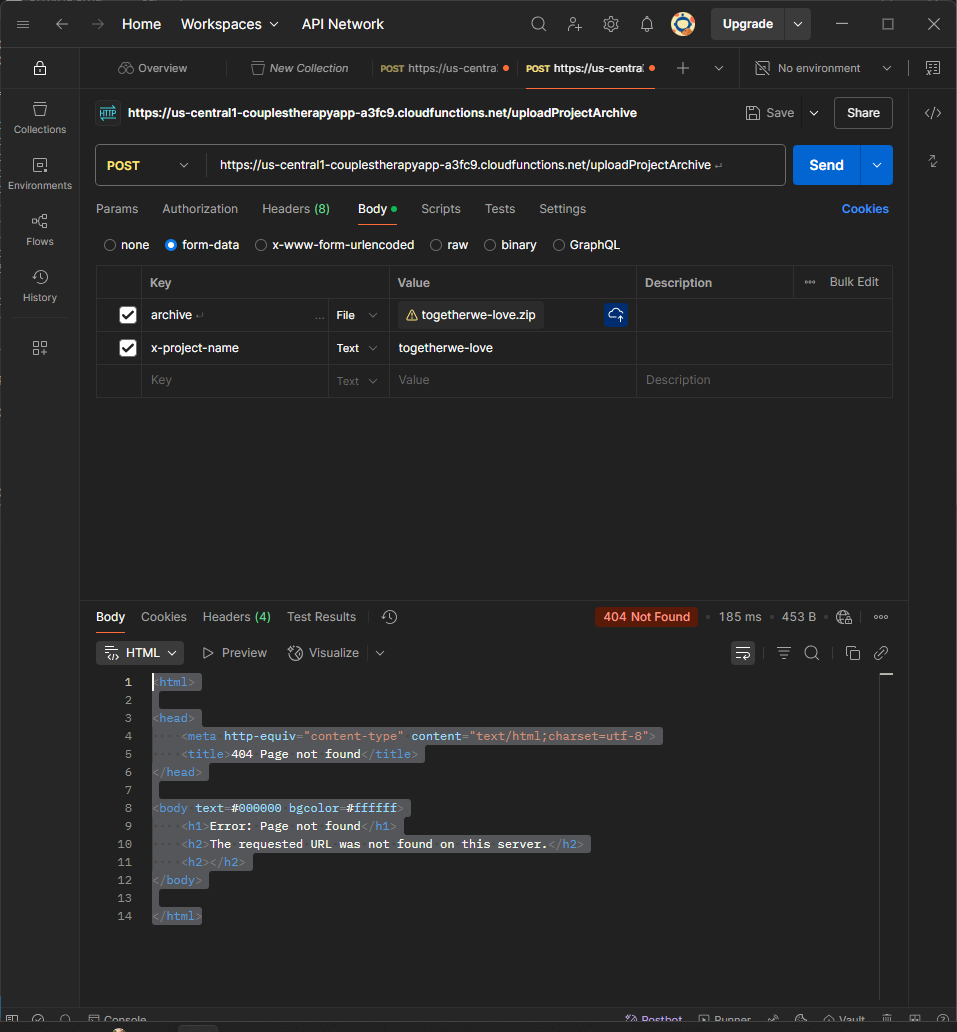 Home Workspaces API Network Upgrade
Overview New Collection POST https://us-central POST https://us-central No environment
HTTP https://us-central1-couplestherapyapp-a3fc9.cloudfunctions.net/uploadProjectArchive Save Share
Collections
POST https://us-central1-couplestherapyapp-a3fc9.cloudfunctions.net/uploadProjectArchive Send
Environments
Params Authorization Headers (8) Body Scripts Tests Settings Cookies
Flows
none form-data x-www-form-urlencoded raw binary GraphQL
History
Key Value Description Bulk Edit
archive ... File togetherwe-love.zip
x-project-name Text togetherwe-love
Key Text Value Description
Body Cookies Headers (4) Test Results 404 Not Found 185 ms 453 B
HTML Preview Visualize
1 <html>
2
3 <head>
4 <meta http-equiv="content-type" content="text/html;charset=utf-8">
5 <title>404 Page not found</title>
6 </head>
7
8 <body text=#000000 bgcolor=#ffffff>
9 <h1>Error: Page not found</h1>
10 <h2>The requested URL was not found on this server.</h2>
11 <h2></h2>
12 </body>
13
14 </html>
Console Postbot Runner Vault